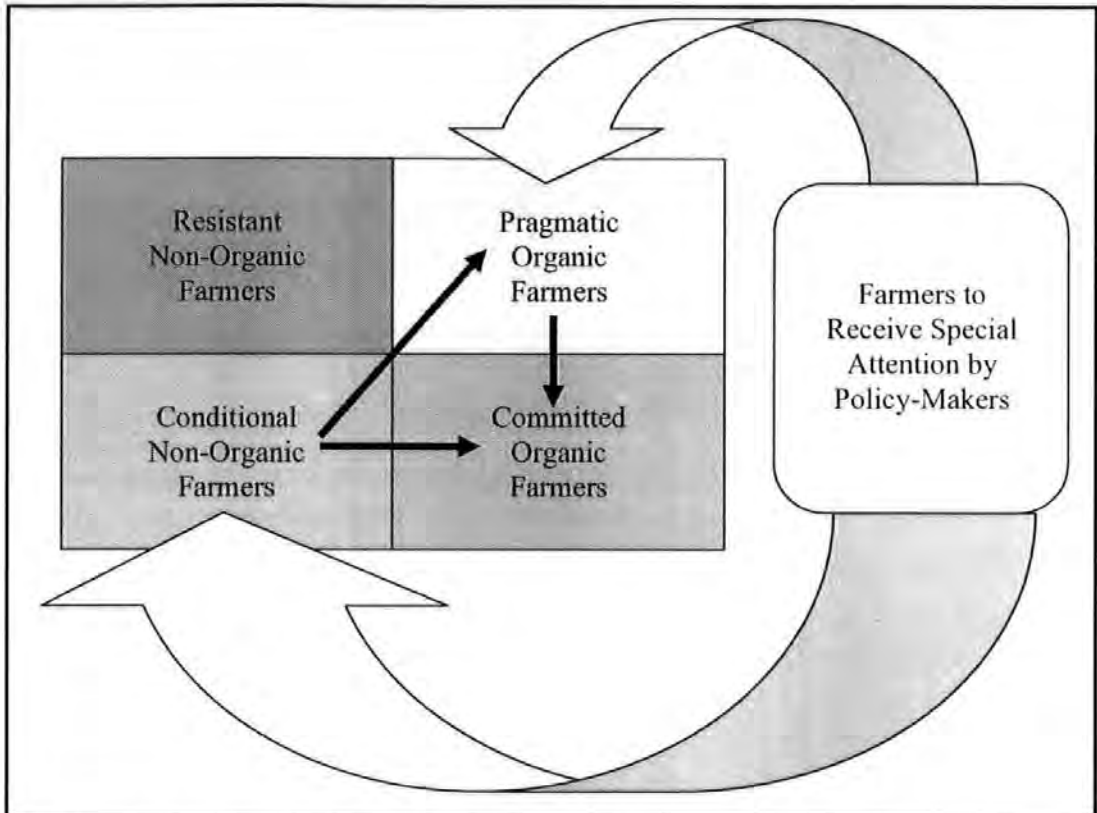 Resistant
Non-Organic
Farmers
Pragmatic
Organic
Farmers
Conditional
Non-Organic
Farmers
Committed
Organic
Farmers
Farmers to
Receive Special
Attention by
Policy-Makers